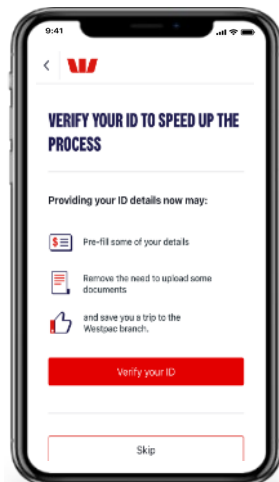 9:41
VERIFY YOUR ID TO SPEED UP THE
PROCESS
Providing your ID details now may:
Pre-fill some of your details
Remove the need to upload some
documents
and save you a trip to the
Westpac branch.
Verify your ID
Skip